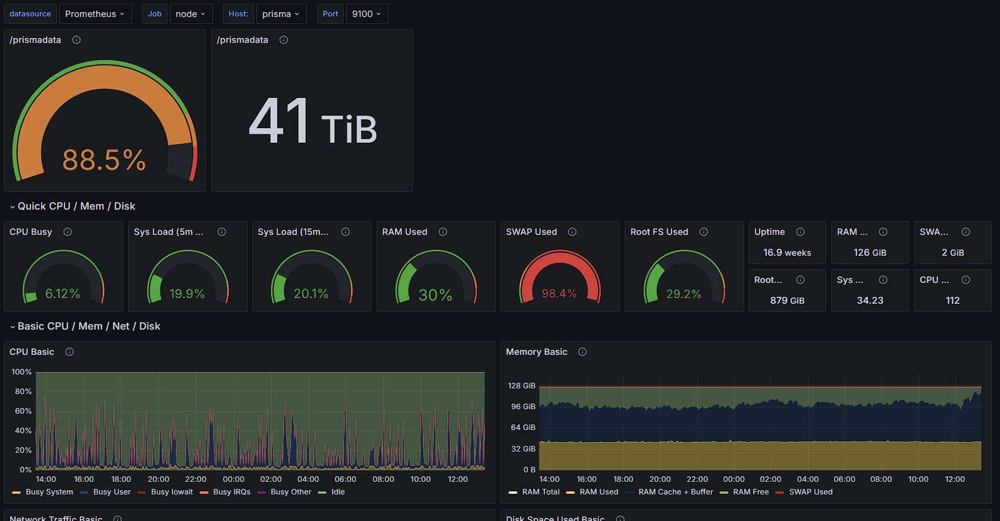 datasource Prometheus Job node Host: prisma Port 9100
/prismadata
88.5%
/prismadata
41 TiB
Quick CPU / Mem / Disk
CPU Busy
6.12%
Sys Load (5m ...
19.9%
Sys Load (15m...
20.1%
RAM Used
30%
SWAP Used
98.4%
Root FS Used
29.2%
Uptime
16.9 weeks
RAM ...
126 GiB
SWA...
2 GiB
Root...
879 GiB
Sys ...
34.23
CPU ...
112
Basic CPU / Mem / Net / Disk
CPU Basic
100%
80%
60%
40%
20%
0%
14:00 16:00 18:00 20:00 22:00 00:00 02:00 04:00 06:00 08:00 10:00 12:00
Busy System Busy User Busy Iowait Busy IRQs Busy Other Idle
Memory Basic
128 GiB
96 GiB
64 GiB
32 GiB
0 B
14:00 16:00 18:00 20:00 22:00 00:00 02:00 04:00 06:00 08:00 10:00 12:00
RAM Total RAM Used RAM Cache + Buffer RAM Free SWAP Used
Network Traffic Basic
Disk Space Used Basic